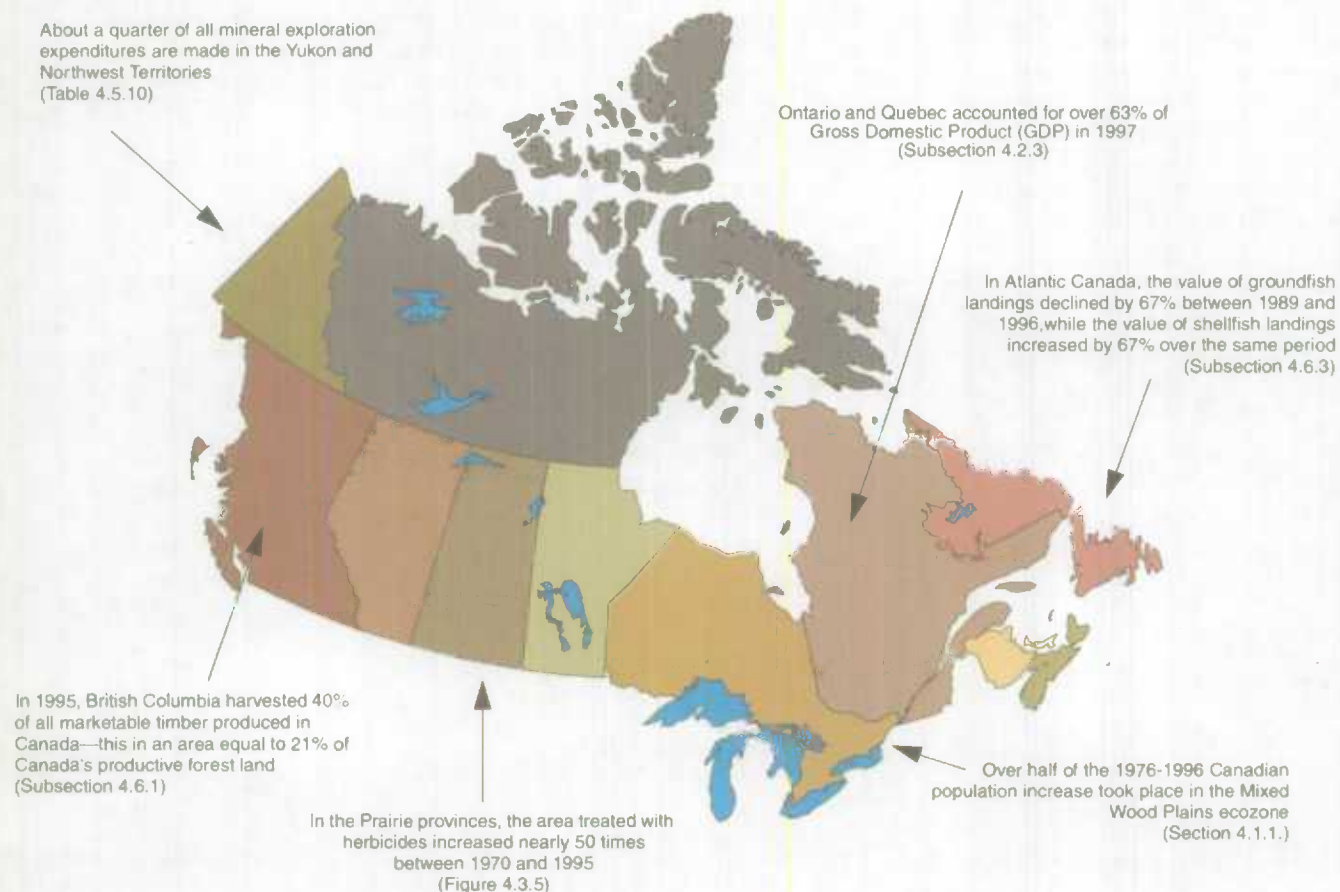 About a quarter of all mineral exploration
expenditures are made in the Yukon and
Northwest Territories
(Table 4.5.10)
Ontario and Quebec accounted for over 63% of
Gross Domestic Product (GDP) in 1997
(Subsection 4.2.3)
In Atlantic Canada, the value of groundfish
landings declined by 67% between 1989 and
1996,while the value of shellfish landings
increased by 67% over the same period
(Subsection 4.6.3)
In 1995, British Columbia harvested 40%
of all marketable timber produced in
Canada—this in an area equal to 21% of
Canada's productive forest land
(Subsection 4.6.1)
In the Prairie provinces, the area treated with
herbicides increased nearly 50 times
between 1970 and 1995
(Figure 4.3.5)
Over half of the 1976-1996 Canadian
population increase took place in the Mixed
Wood Plains ecozone
(Section 4.1.1.)